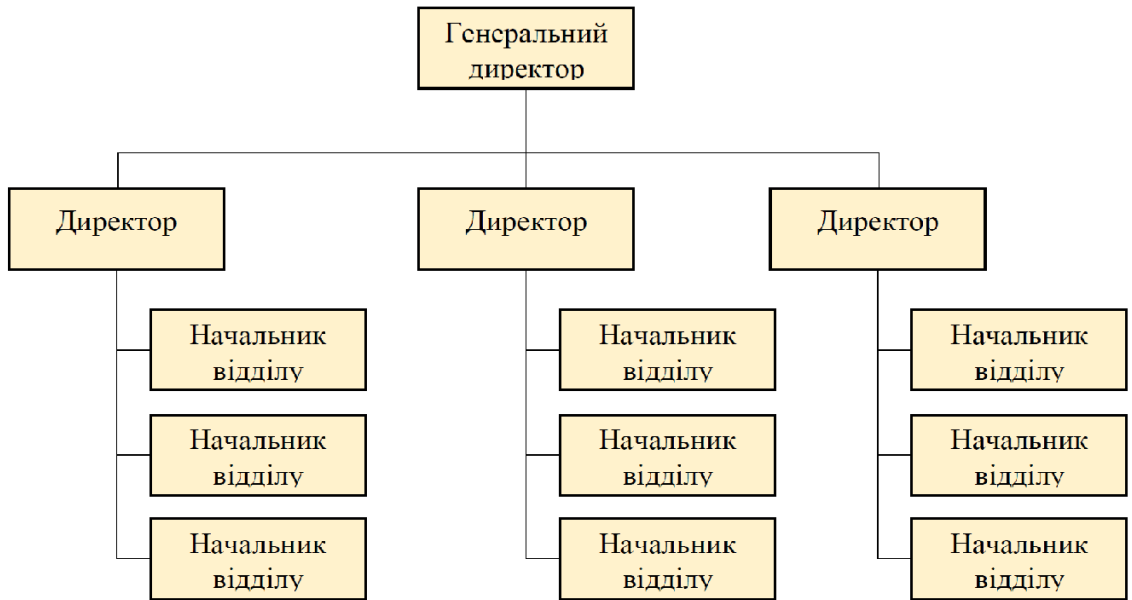 Генеральний
директор
Директор
Директор
Директор
Начальник
відділу
Начальник
відділу
Начальник
відділу
Начальник
відділу
Начальник
відділу
Начальник
відділу
Начальник
відділу
Начальник
відділу
Начальник
відділу